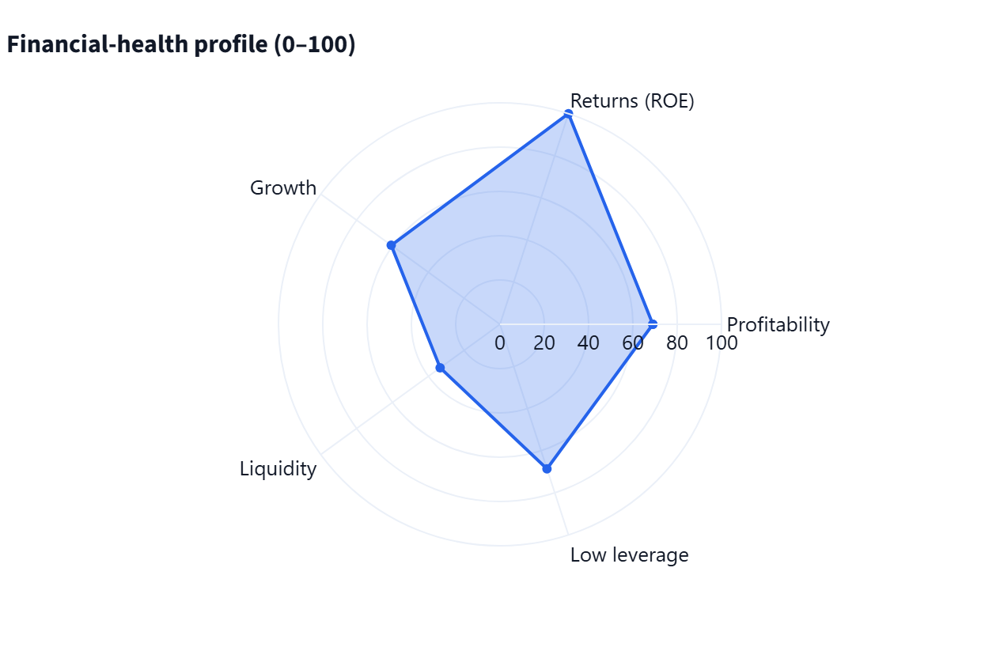 Financial-health profile (0–100)
Returns (ROE)
Growth
Profitability
0 20 40 60 80 100
Liquidity
Low leverage